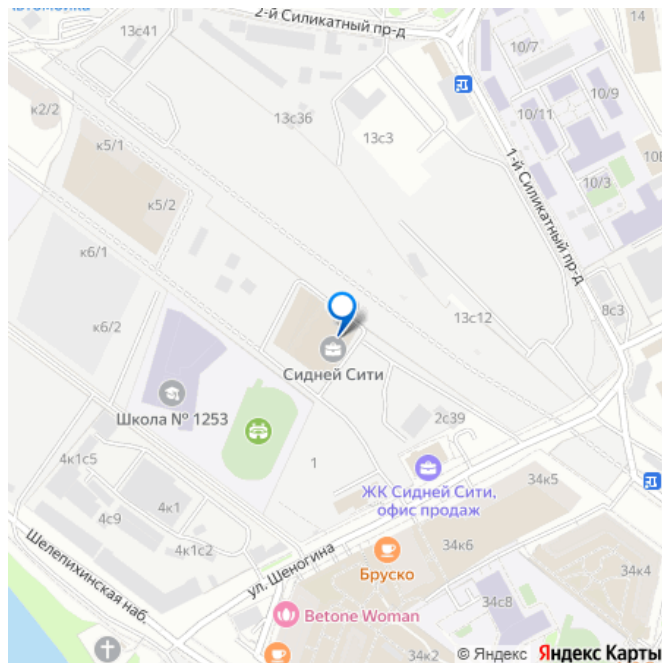 Автомойка
2-й Силикатный пр-д
14
13с41
10/7
10/9
к2/2
13с36
10/11
13с3
к5/1
10/3
1-й Силикатный пр-д
к5/2
к6/1
8с3
13с12
к6/2
Сидней Сити
Школа № 1253
2с39
4к1с5
1
ЖК Сидней Сити,
офис продаж
34к5
4к1
4с9
34к6
4к1с2
ул. Шеногина
Бруско
34к4
Шелепихинская наб.
34с8
Betone Woman
34к2
© Яндекс Яндекс Карты